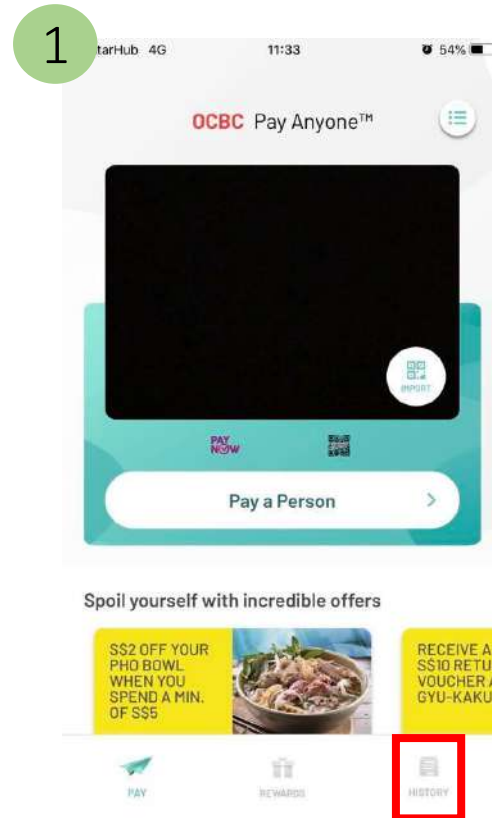 1
tarHub 4G 11:33 54%
OCBC Pay Anyone™
IMPORT
PAY
NOW
Pay a Person
Spoil yourself with incredible offers
S$2 OFF YOUR
PHO BOWL
WHEN YOU
SPEND A MIN.
OF S$5
RECEIVE A
S$10 RETU
VOUCHER A
GYU-KAKU
PAY REWARDS HISTORY